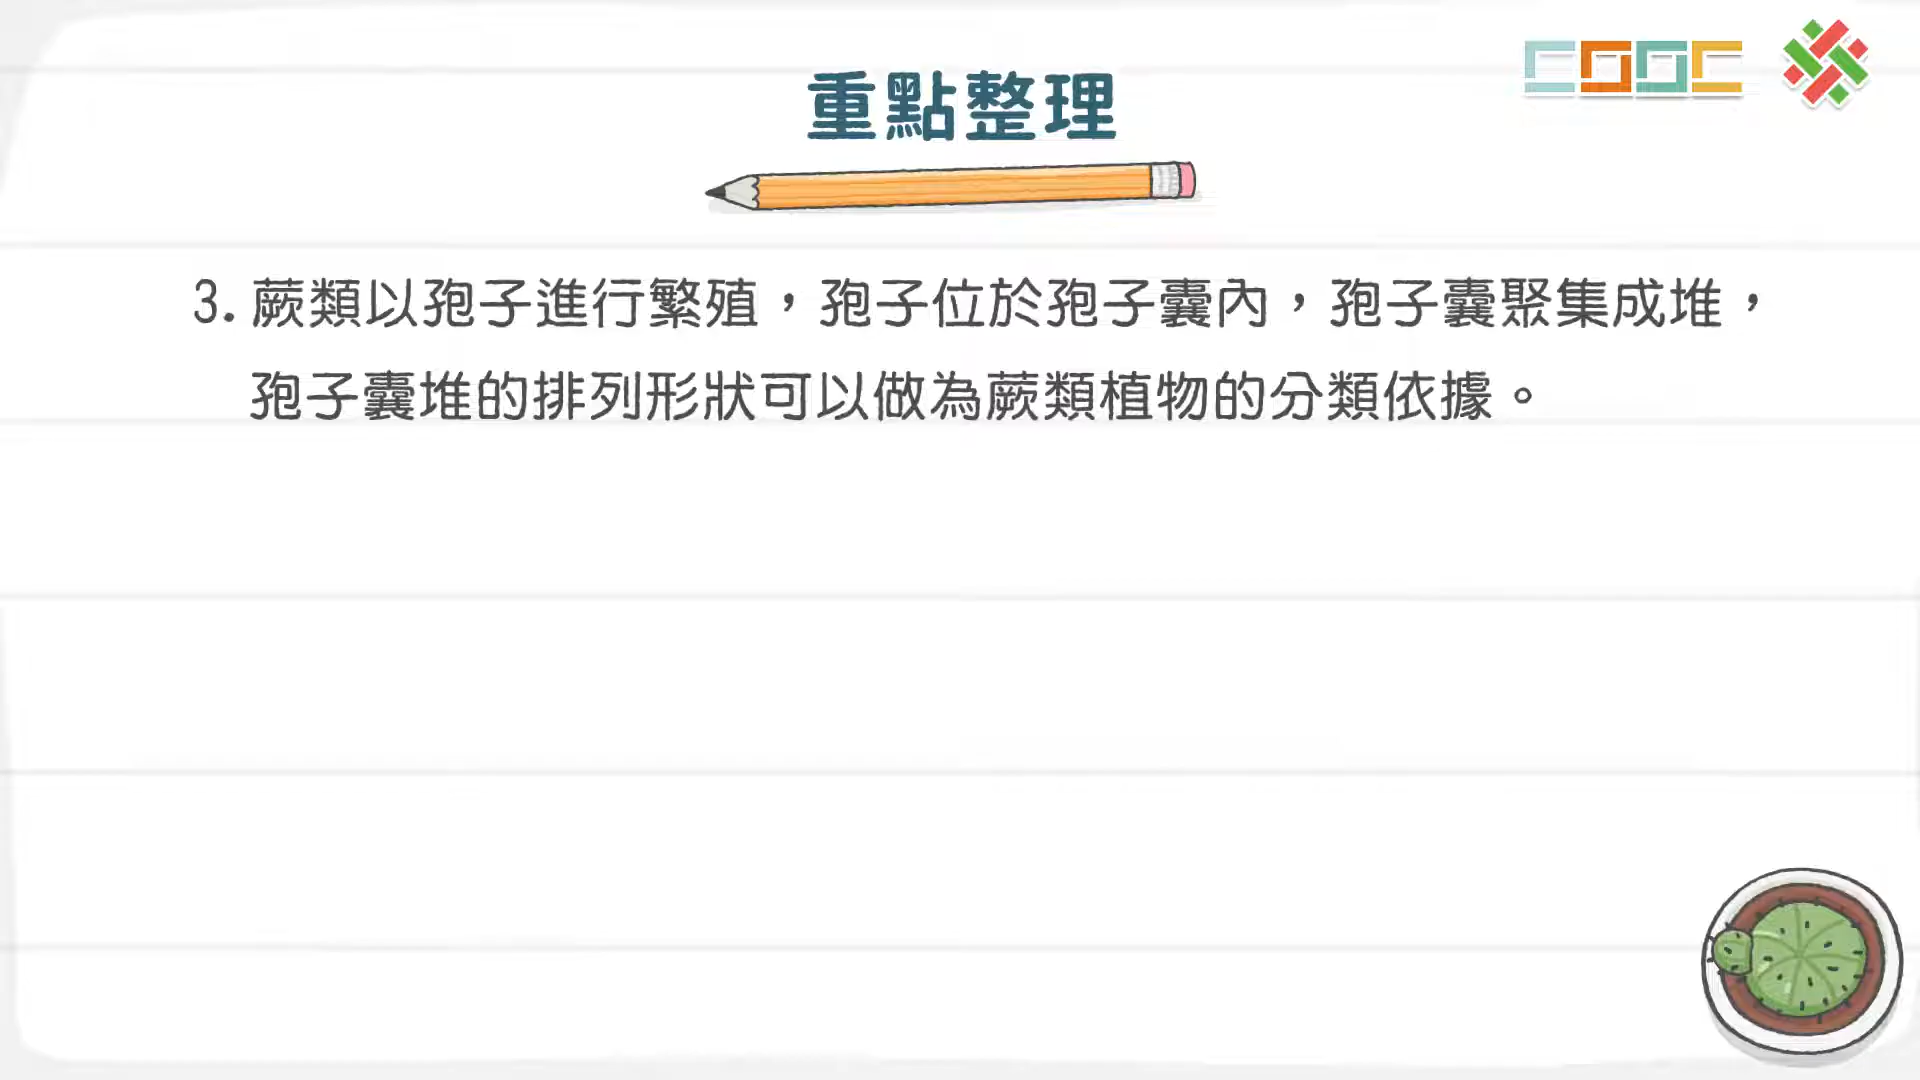 重點整理
COOC
3. 蕨類以孢子進行繁殖，孢子位於孢子囊內，孢子囊聚集成堆，
孢子囊堆的排列形狀可以做為蕨類植物的分類依據。